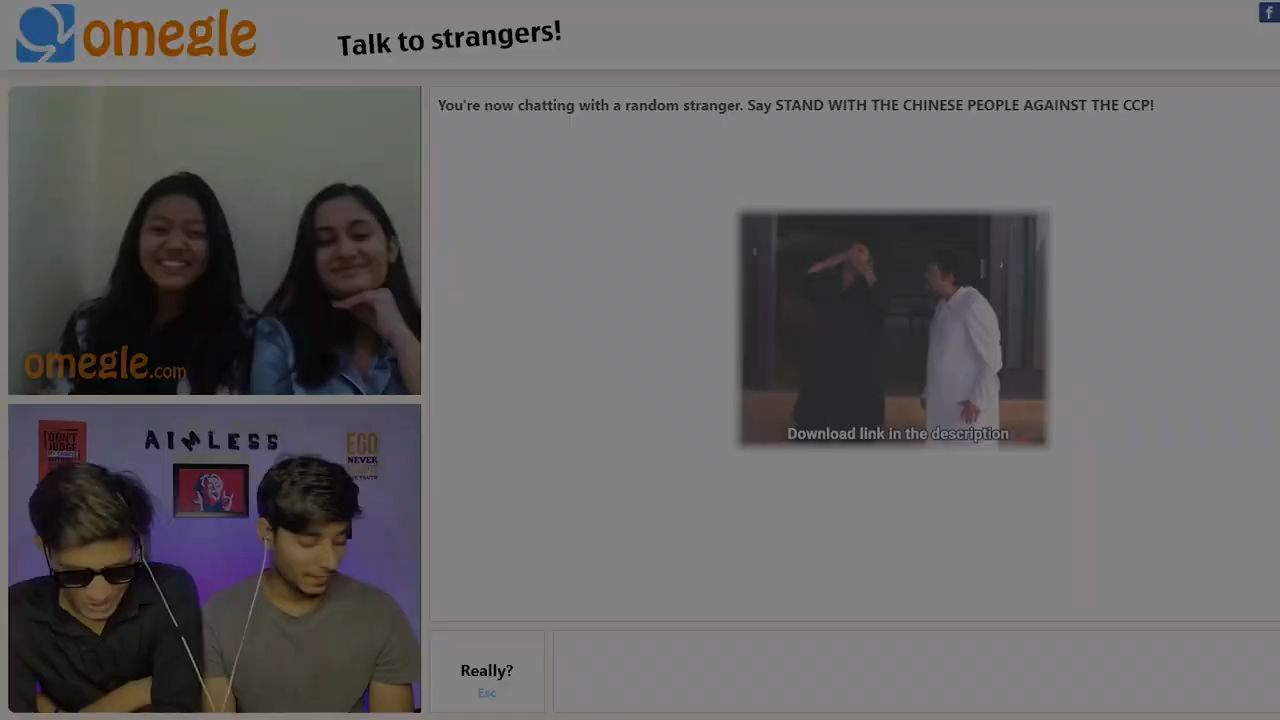 omegle
Talk to strangers!
f
You're now chatting with a random stranger. Say STAND WITH THE CHINESE PEOPLE AGAINST THE CCP!
omegle.com
Download link in the description
DON'T
JUDGE
AIMLESS
EGO
NEVER
TRUTH
Really?
Esc